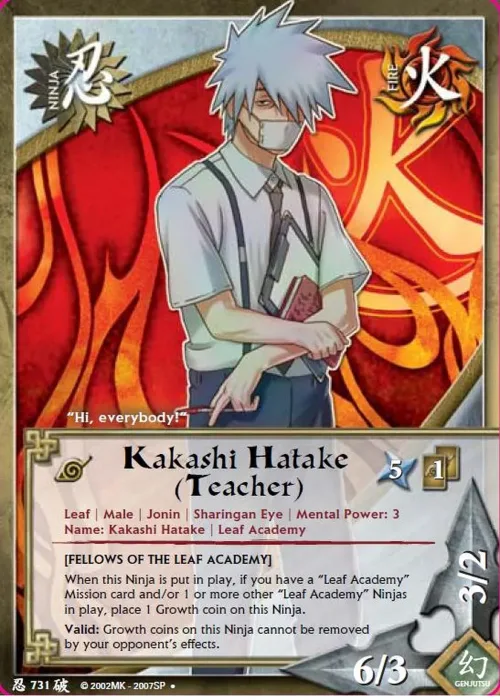 NINJA
忍
FIRE
火
"Hi, everybody!"
Kakashi Hatake
(Teacher)
5
1
Leaf | Male | Jonin | Sharingan Eye | Mental Power: 3
Name: Kakashi Hatake | Leaf Academy
[FELLOWS OF THE LEAF ACADEMY]
When this Ninja is put in play, if you have a "Leaf Academy"
Mission card and/or 1 or more other "Leaf Academy" Ninjas
in play, place 1 Growth coin on this Ninja.
Valid: Growth coins on this Ninja cannot be removed
by your opponent's effects.
3/2
6/3
幻
GENJUTSU
忍 731 破 © 2002MK - 2007SP •